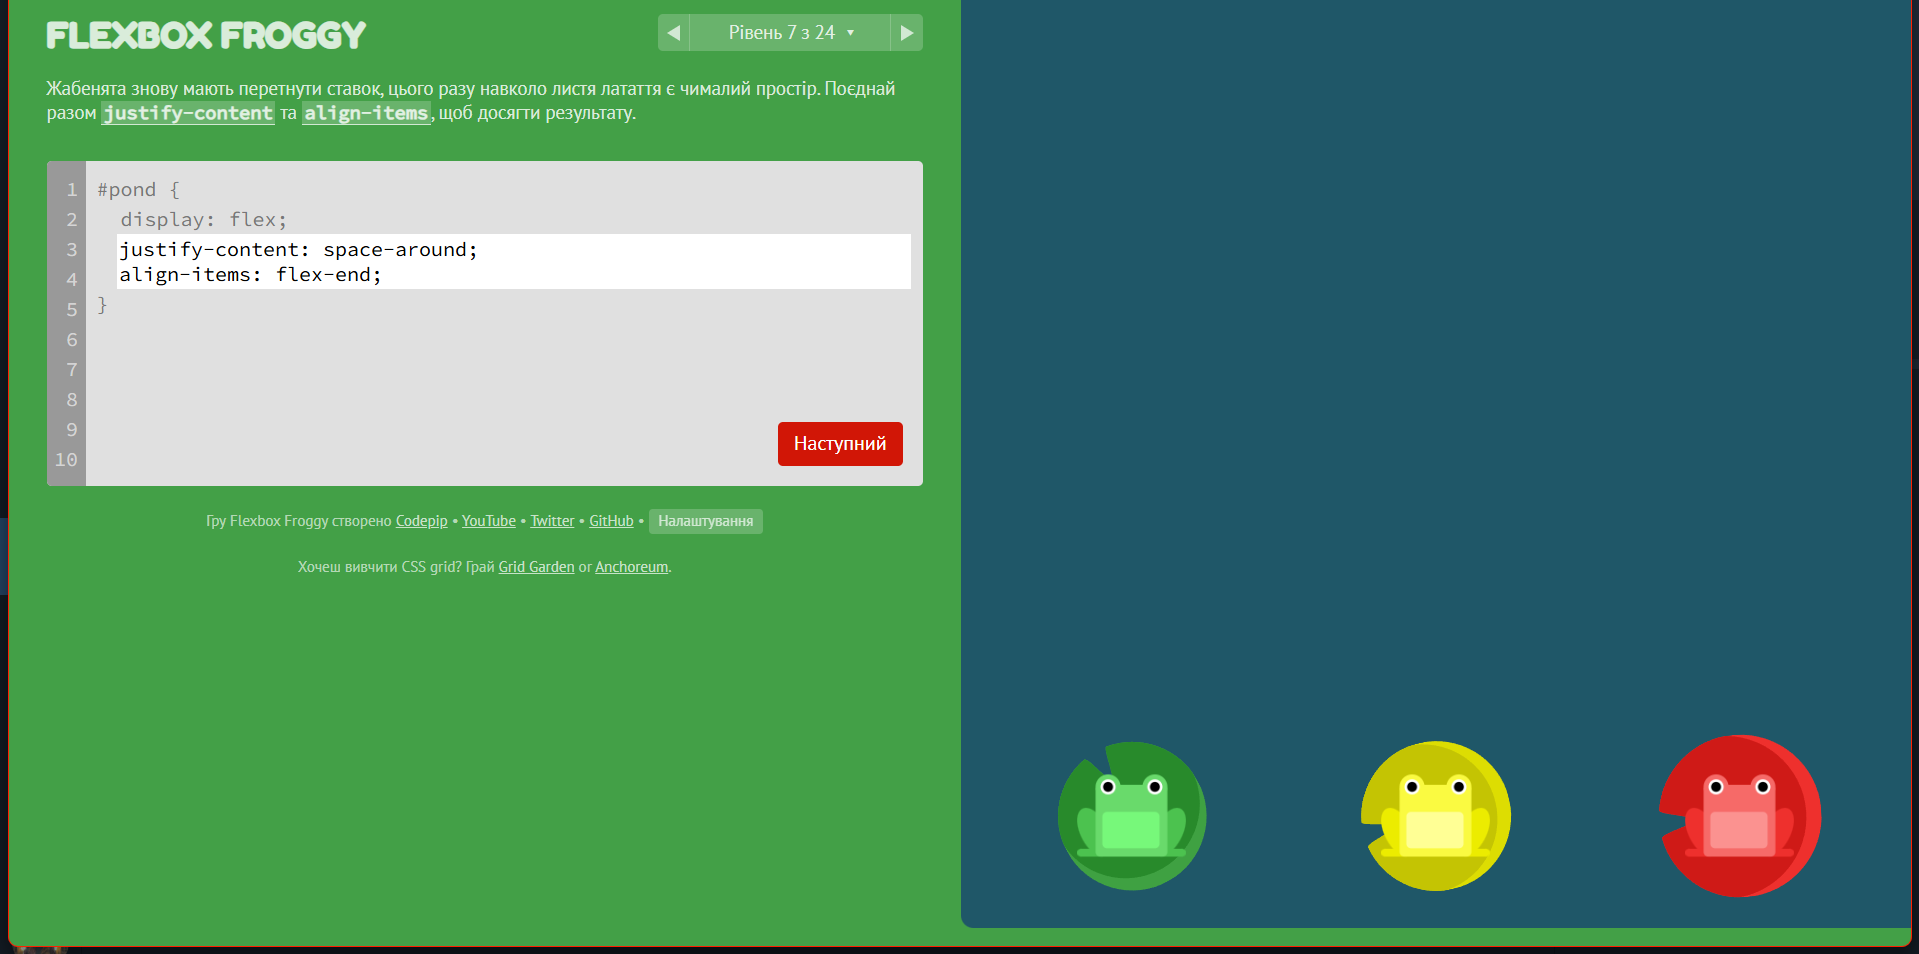 FLEXBOX FROGGY
◀ Рівень 7 з 24 ▼ ▶
Жабенята знову мають перетнути ставок, цього разу навколо листя латаття є чималий простір. Поєднай
разом justify-content та align-items, щоб досягти результату.
1 #pond {
2 display: flex;
3 justify-content: space-around;
4 align-items: flex-end;
5 }
6
7
8
9
10
Наступний
Гру Flexbox Froggy створено Codepip • YouTube • Twitter • GitHub • Налаштування
Хочеш вивчити CSS grid? Грай Grid Garden or Anchoreum.